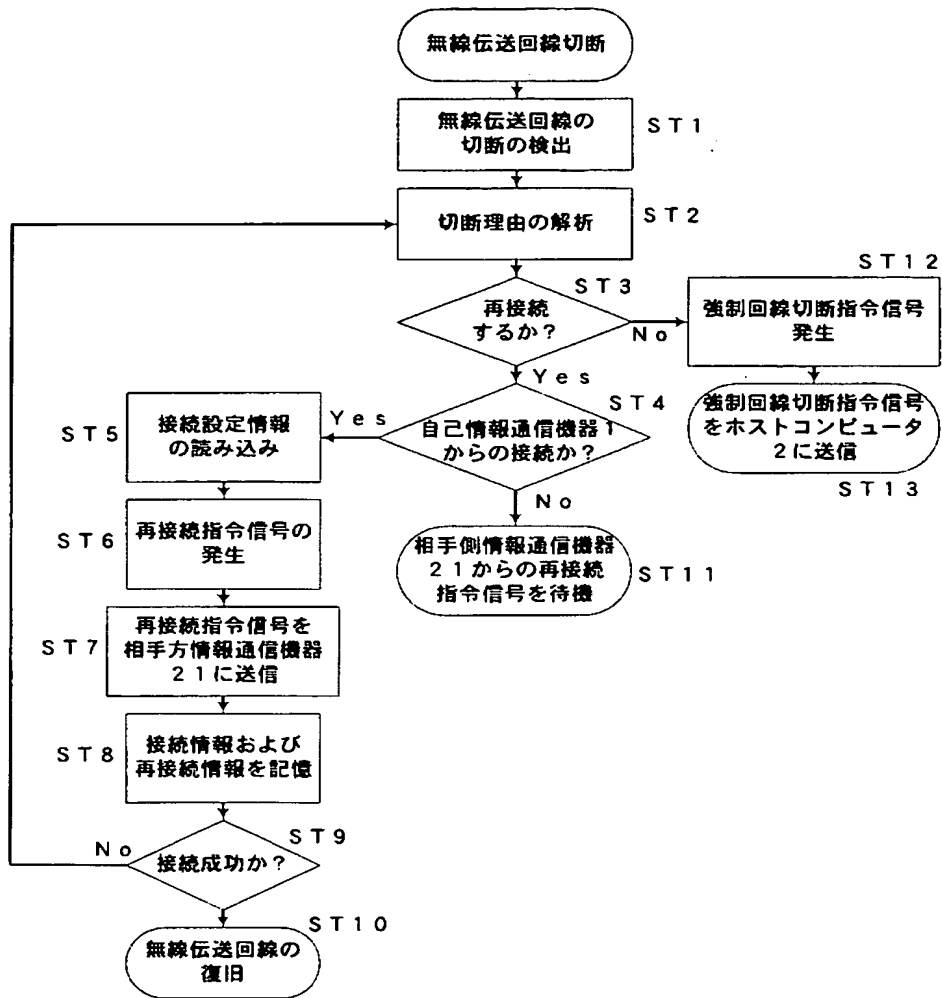 無線伝送回線切断
無線伝送回線の
切断の検出
ST1
切断理由の解析
ST2
再接続
するか？
ST3
No
Yes
ST12
強制回線切断指令信号
発生
強制回線切断指令信号
をホストコンピュータ
2に送信
ST13
自己情報通信機器1
からの接続か？
ST4
Yes
No
ST5
接続設定情報
の読み込み
相手側情報通信機器
21からの再接続
指令信号を待機
ST11
ST6
再接続指令信号の
発生
ST7
再接続指令信号を
相手方情報通信機器
21に送信
ST8
接続情報および
再接続情報を記憶
ST9
接続成功か？
No
ST10
無線伝送回線の
復旧